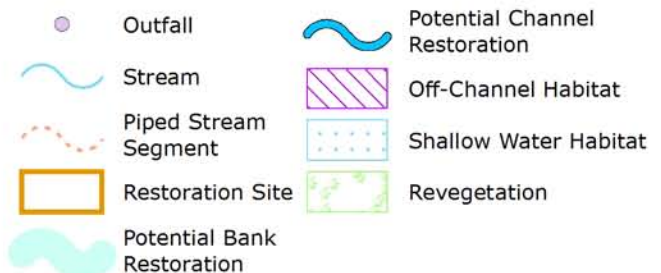 Outfall
Stream
Piped Stream
Segment
Restoration Site
Potential Bank
Restoration
Potential Channel
Restoration
Off-Channel Habitat
Shallow Water Habitat
Revegetation